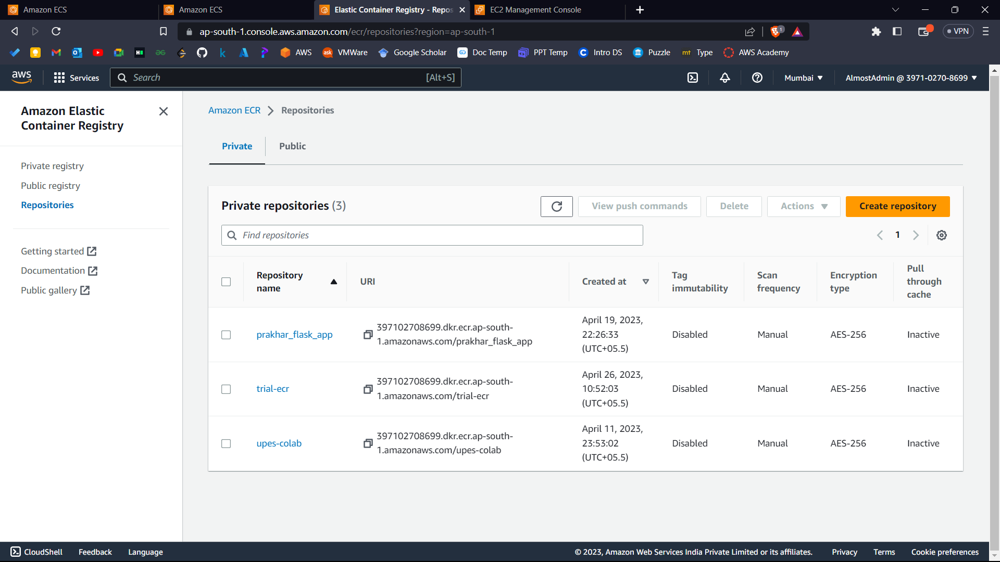 Amazon ECS
Amazon ECS
Elastic Container Registry - Repos
EC2 Management Console
ap-south-1.console.aws.amazon.com/ecr/repositories?region=ap-south-1
1
VPN
AWS
ask
VMWare
Google Scholar
Doc Temp
PPT Temp
Intro DS
Puzzle
mt
Type
AWS Academy
aws
Services
Search
[Alt+S]
Mumbai
AlmostAdmin @ 3971-0270-8699
Amazon Elastic
Container Registry
Private registry
Public registry
Repositories
Getting started
Documentation
Public gallery
Amazon ECR
Repositories
Private
Public
Private repositories (3)
View push commands
Delete
Actions
Create repository
Find repositories
1
Repository
name
URI
Created at
Tag
immutability
Scan
frequency
Encryption
type
Pull
through
cache
prakhar_flask_app
397102708699.dkr.ecr.ap-south-
1.amazonaws.com/prakhar_flask_app
April 19, 2023,
22:26:33
(UTC+05.5)
Disabled
Manual
AES-256
Inactive
trial-ecr
397102708699.dkr.ecr.ap-south-
1.amazonaws.com/trial-ecr
April 26, 2023,
10:52:03
(UTC+05.5)
Disabled
Manual
AES-256
Inactive
upes-colab
397102708699.dkr.ecr.ap-south-
1.amazonaws.com/upes-colab
April 11, 2023,
23:53:02
(UTC+05.5)
Disabled
Manual
AES-256
Inactive
CloudShell
Feedback
Language
© 2023, Amazon Web Services India Private Limited or its affiliates.
Privacy
Terms
Cookie preferences